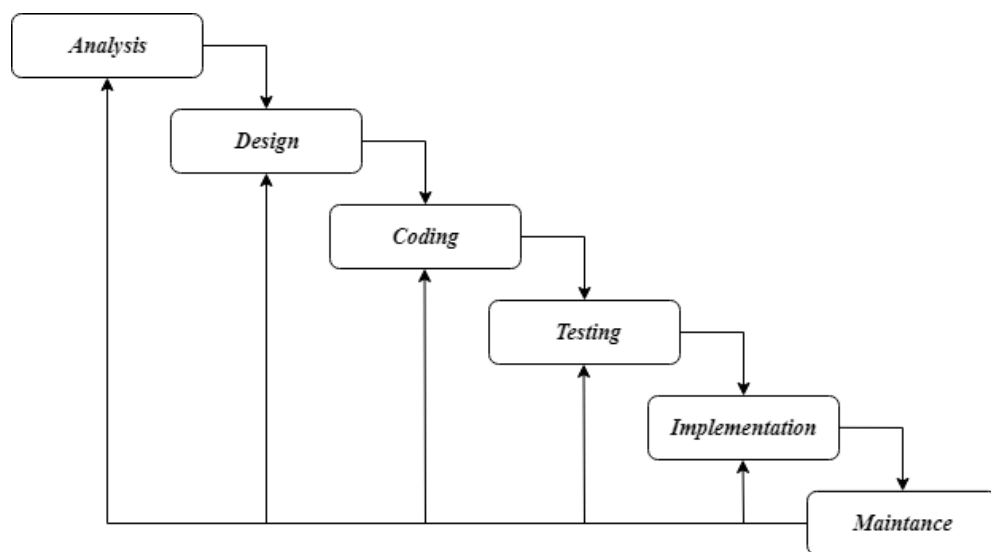 Analysis
Design
Coding
Testing
Implementation
Maintance